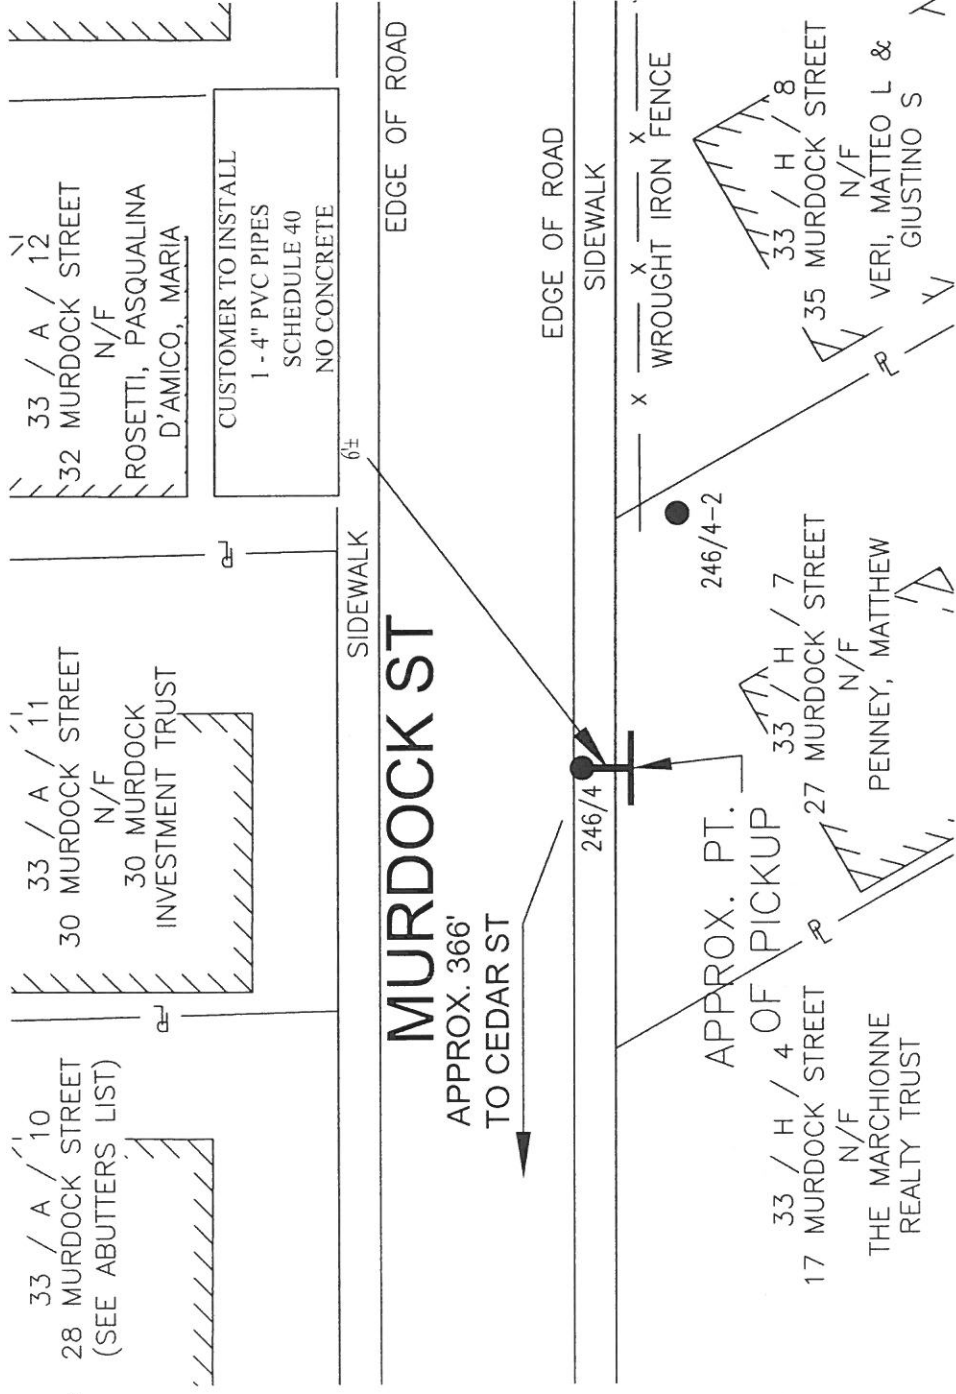 33 / A / 10
28 MURDOCK STREET
(SEE ABUTTERS LIST)
33 / A / 11
30 MURDOCK STREET
N/F
30 MURDOCK
INVESTMENT TRUST
33 / A / 12
32 MURDOCK STREET
N/F
ROSETTI, PASQUALINA
D'AMICO, MARIA
CUSTOMER TO INSTALL
1 - 4" PVC PIPES
SCHEDULE 40
NO CONCRETE
PL
PL
6'±
SIDEWALK
EDGE OF ROAD
MURDOCK ST
APPROX. 366'
TO CEDAR ST
EDGE OF ROAD
SIDEWALK
246/4
X X X X
WROUGHT IRON FENCE
246/4-2
APPROX. PT.
OF PICKUP
PL
PL
33 / H / 4
17 MURDOCK STREET
N/F
THE MARCHIONNE
REALTY TRUST
33 / H / 7
27 MURDOCK STREET
N/F
PENNEY, MATTHEW
33 / H / 8
35 MURDOCK STREET
N/F
VERI, MATTEO L &
GIUSTINO S